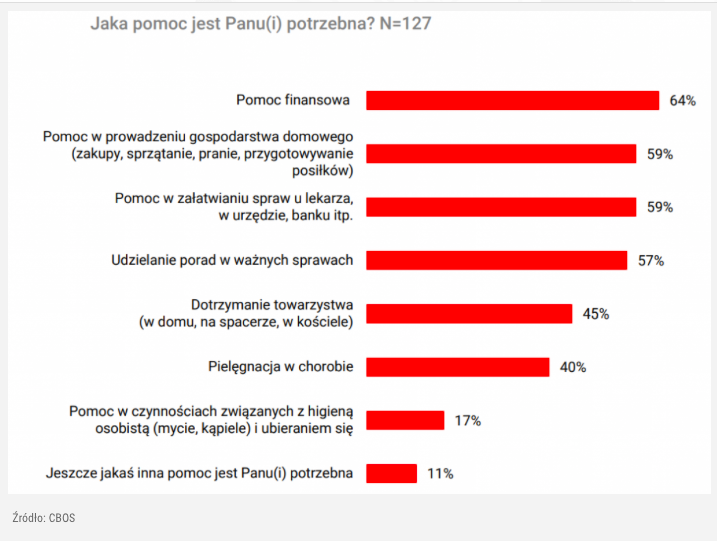 Jaka pomoc jest Panu(i) potrzebna? N=127
Pomoc finansowa 64%
Pomoc w prowadzeniu gospodarstwa domowego
(zakupy, sprzątanie, pranie, przygotowywanie 59%
posiłków)
Pomoc w załatwianiu spraw u lekarza,
w urzędzie, banku itp. 59%
Udzielanie porad w ważnych sprawach 57%
Dotrzymanie towarzystwa
(w domu, na spacerze, w kościele) 45%
Pielęgnacja w chorobie 40%
Pomoc w czynnościach związanych z higieną
osobistą (mycie, kąpiele) i ubieraniem się 17%
Jeszcze jakaś inna pomoc jest Panu(i) potrzebna 11%
Źródło: CBOS